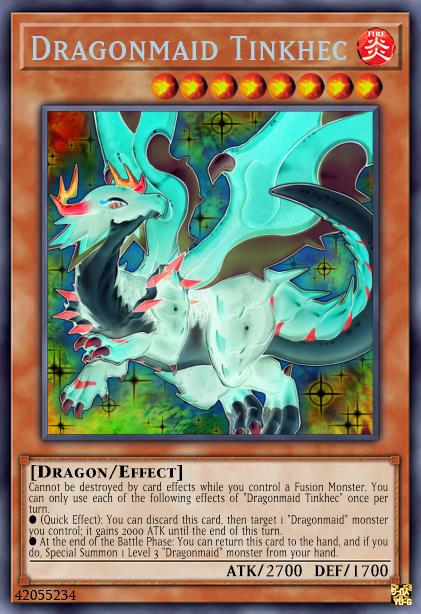 DRAGONMAID TINKHEC
FIRE
炎
[DRAGON/EFFECT]
Cannot be destroyed by card effects while you control a Fusion Monster. You
can only use each of the following effects of "Dragonmaid Tinkhec" once per
turn.
● (Quick Effect): You can discard this card, then target 1 "Dragonmaid" monster
you control; it gains 2000 ATK until the end of this turn.
● At the end of the Battle Phase: You can return this card to the hand, and if you
do, Special Summon 1 Level 3 "Dragonmaid" monster from your hand.
ATK/2700 DEF/1700
42055234